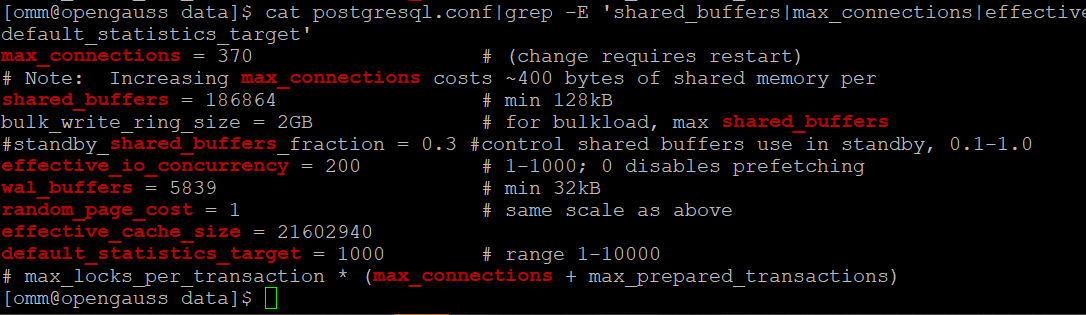 [omm@opengauss data]$ cat postgresql.conf|grep -E 'shared_buffers|max_connections|effective
default_statistics_target'
max_connections = 370 # (change requires restart)
# Note: Increasing max_connections costs ~400 bytes of shared memory per
shared_buffers = 186864 # min 128kB
bulk_write_ring_size = 2GB # for bulkload, max shared_buffers
#standby_shared_buffers_fraction = 0.3 #control shared buffers use in standby, 0.1-1.0
effective_io_concurrency = 200 # 1-1000; 0 disables prefetching
wal_buffers = 5839 # min 32kB
random_page_cost = 1 # same scale as above
effective_cache_size = 21602940
default_statistics_target = 1000 # range 1-10000
# max_locks_per_transaction * (max_connections + max_prepared_transactions)
[omm@opengauss data]$